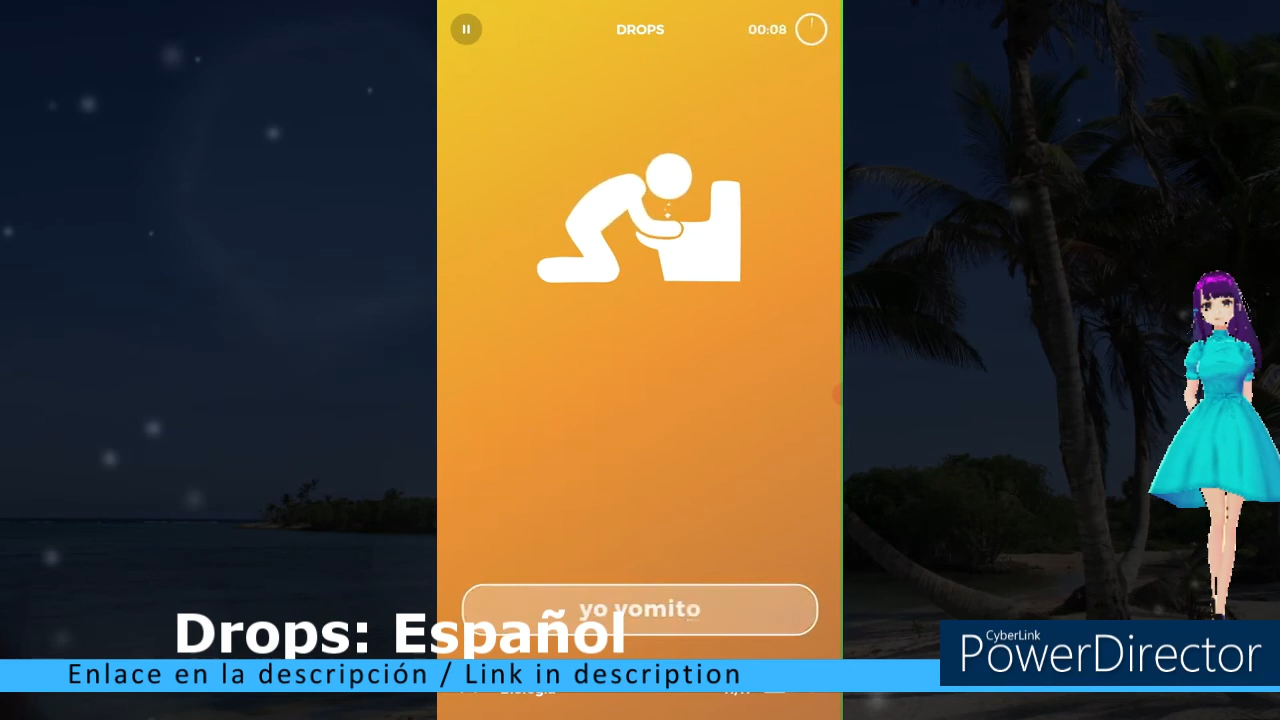 DROPS
00:08
yo vomito
Drops: Español
Enlace en la descripción / Link in description
CyberLink
PowerDirector